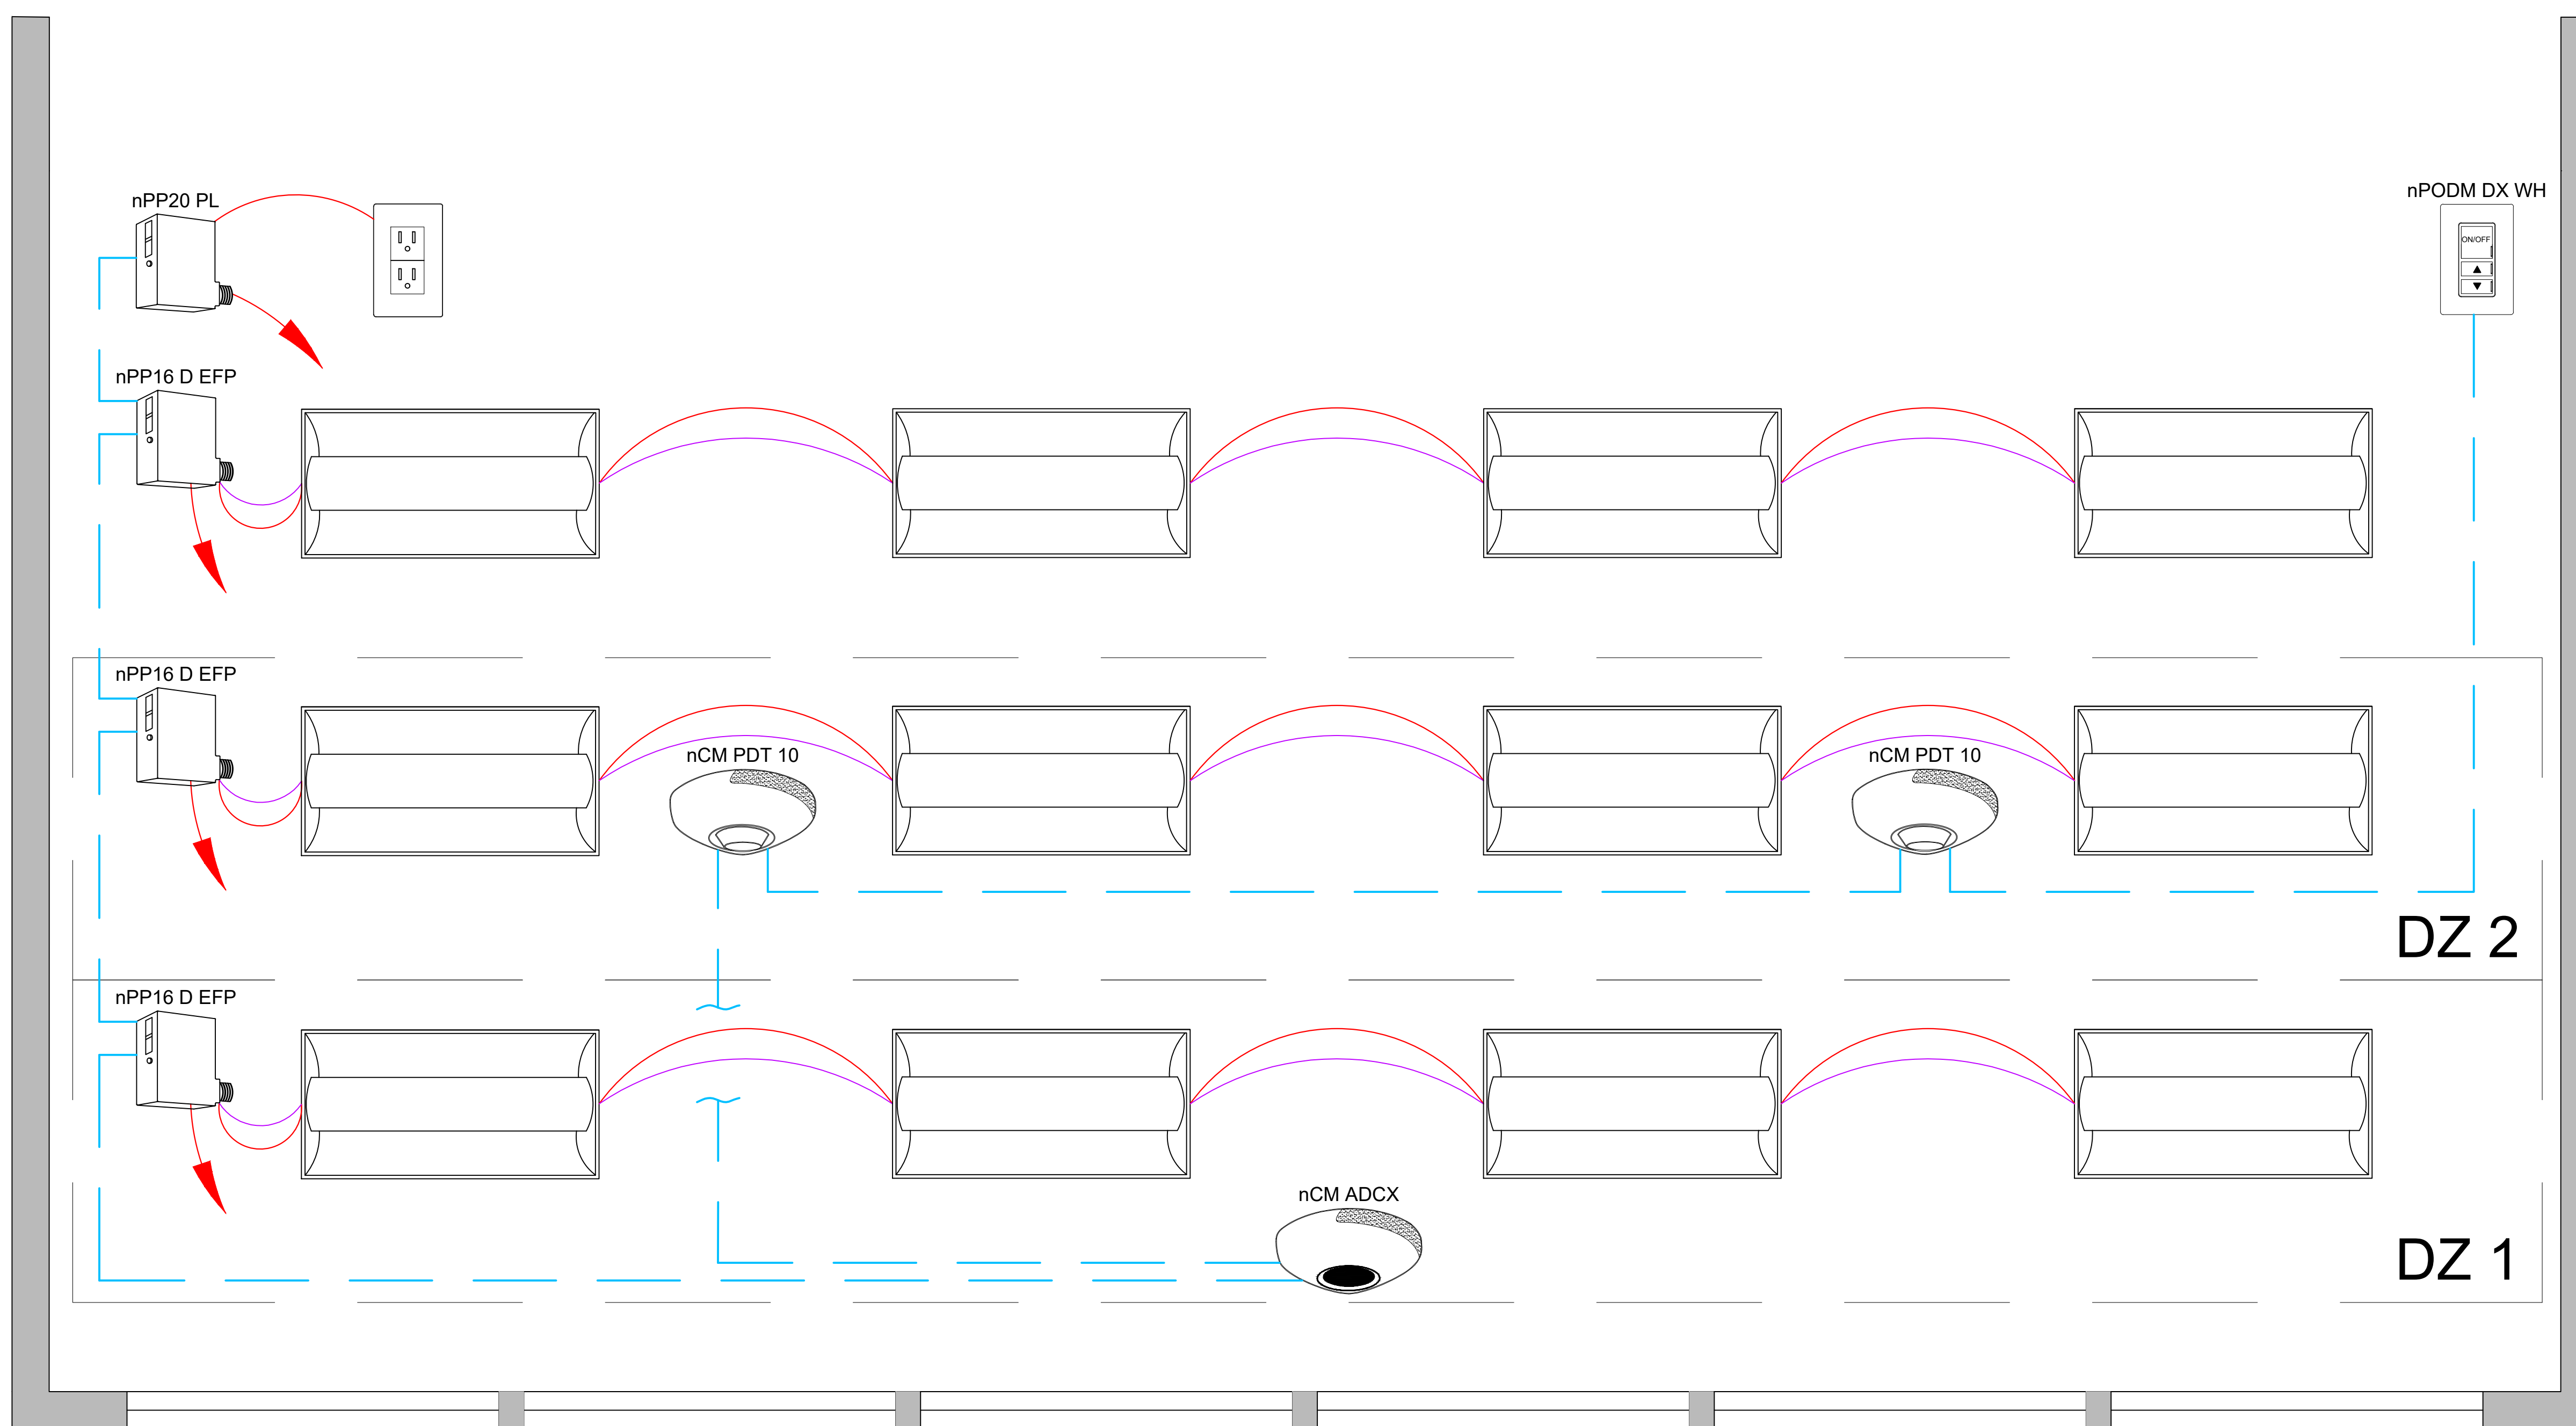 nPP20 PL
nPODM DX WH
ON/OFF
nPP16 D EFP
nPP16 D EFP
nCM PDT 10
nCM PDT 10
DZ 2
nPP16 D EFP
nCM ADCX
DZ 1